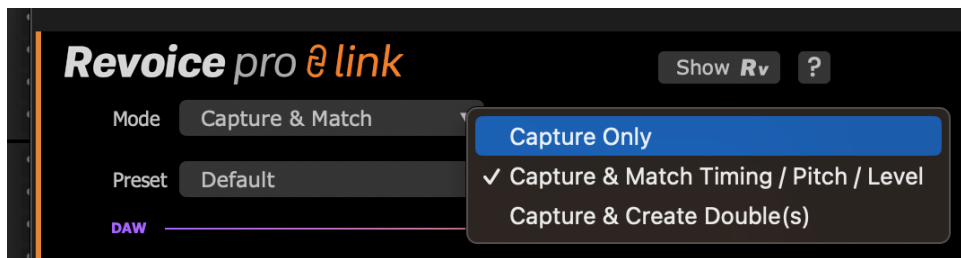 Revoice pro link
Show Rv ?
Mode Capture & Match
Capture Only
Preset Default
✓ Capture & Match Timing / Pitch / Level
Capture & Create Double(s)
DAW